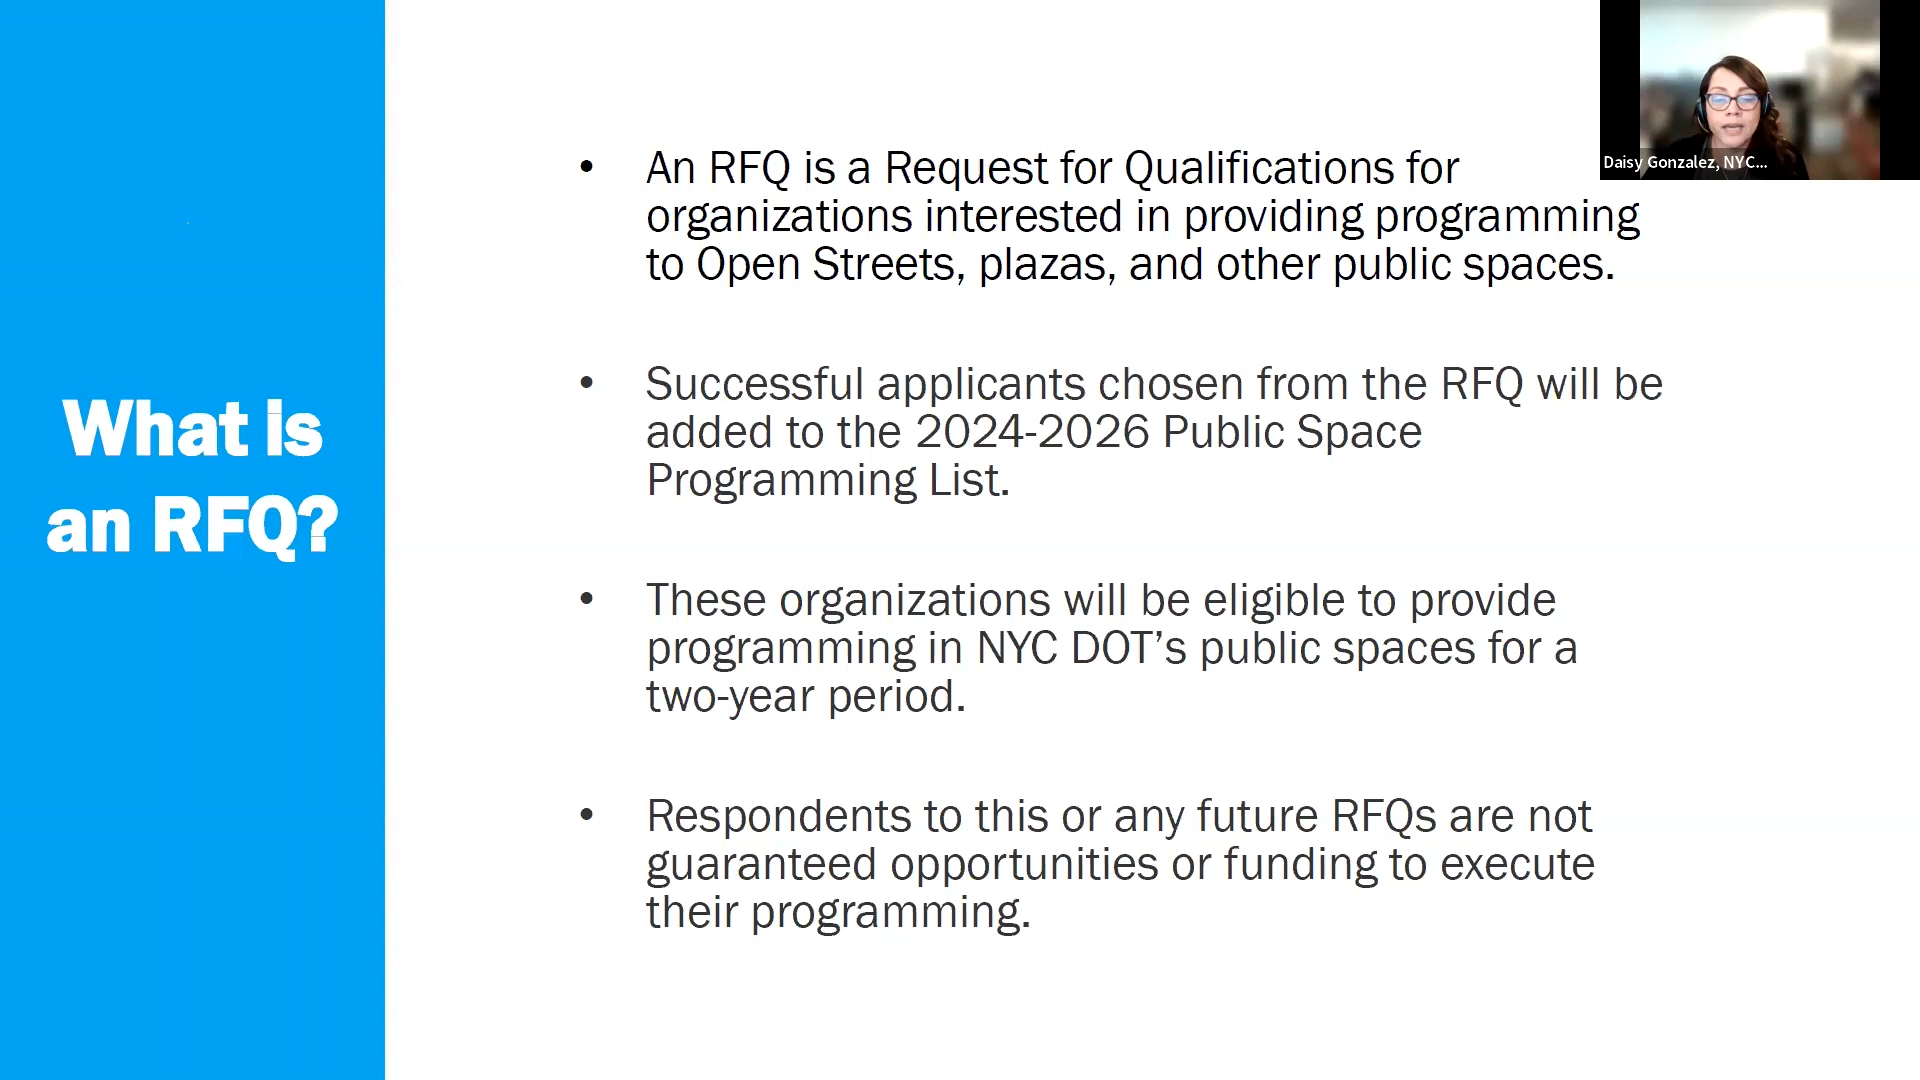 What is
an RFQ?
• An RFQ is a Request for Qualifications for
organizations interested in providing programming
to Open Streets, plazas, and other public spaces.
• Successful applicants chosen from the RFQ will be
added to the 2024-2026 Public Space
Programming List.
• These organizations will be eligible to provide
programming in NYC DOT’s public spaces for a
two-year period.
• Respondents to this or any future RFQs are not
guaranteed opportunities or funding to execute
their programming.
Daisy Gonzalez, NYC...